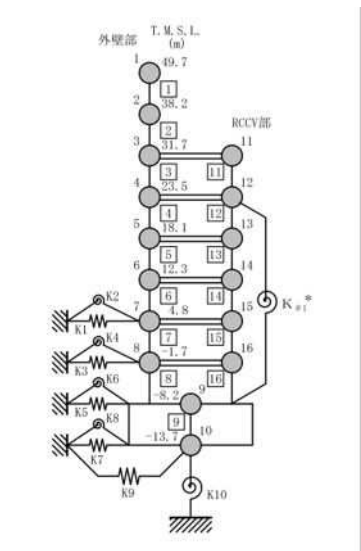 外壁部
T.M.S.L.
(m)
1
49.7
1
2
38.2
2
RCCV部
3
31.7
11
3
11
4
23.5
12
4
12
5
18.1
13
5
13
6
12.3
14
6
14
K2
7
4.8
15
K1
7
15
K4
8
-1.7
16
K3
8
16
K6
-8.2
9
K5
9
K8
-13.7
10
K7
K9
K10